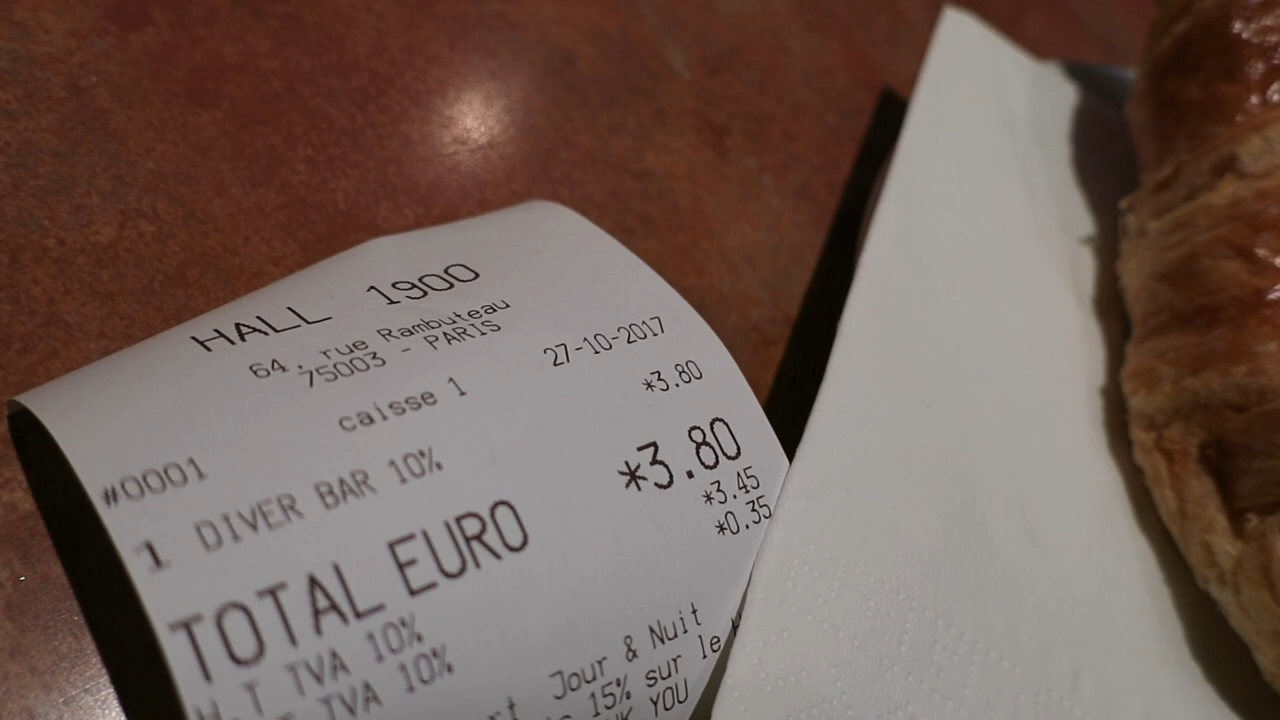 HALL 1900
64, rue Rambuteau
75003 - PARIS
caisse 1 27-10-2017
#0001
1 DIVER BAR 10% *3.80
TOTAL EURO *3.80
H.T TVA 10% *3.45
TVA 10% *0.35
Jour & Nuit
15% sur le
YOU